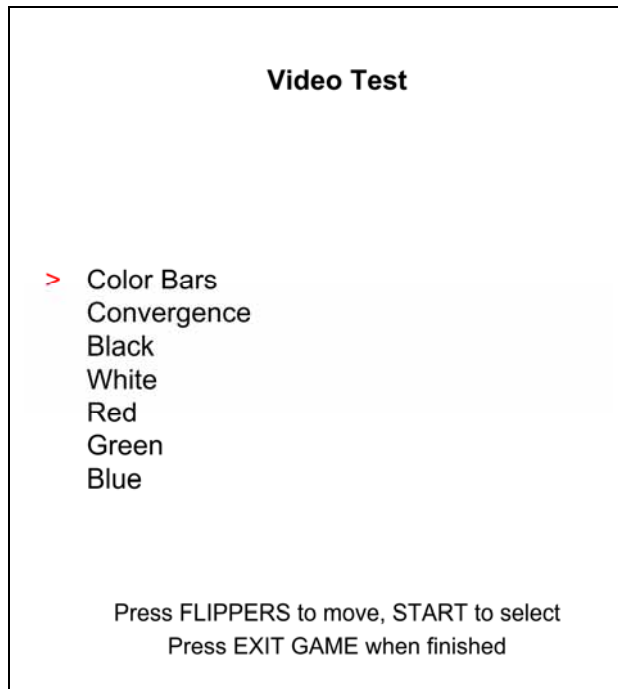 Video Test
> Color Bars
Convergence
Black
White
Red
Green
Blue
Press FLIPPERS to move, START to select
Press EXIT GAME when finished